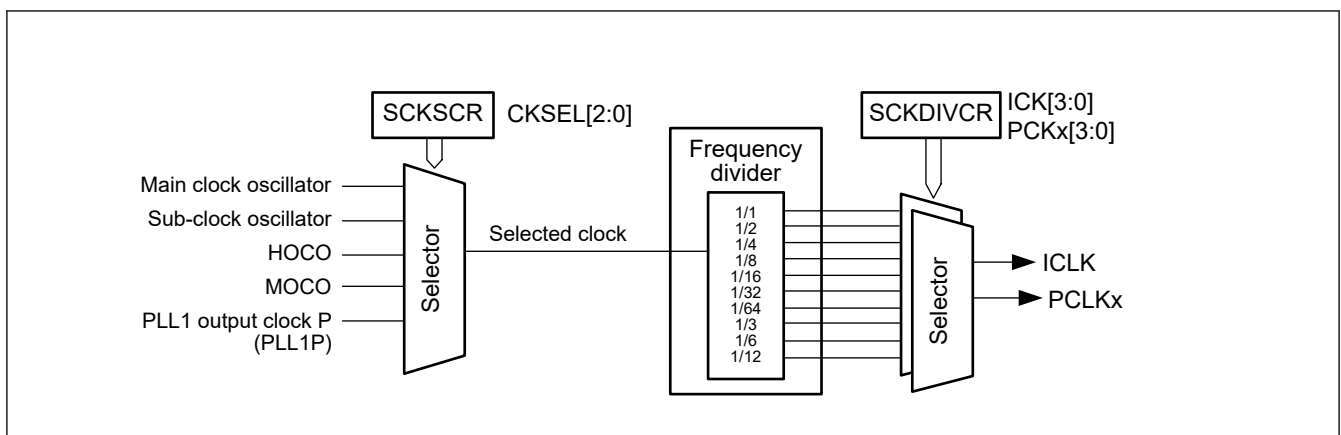 SCKSCR
CKSEL[2:0]
SCKDIVCR
ICK[3:0]
PCKx[3:0]
Main clock oscillator
Sub-clock oscillator
HOCO
MOCO
PLL1 output clock P
(PLL1P)
Selector
Selected clock
Frequency
divider
1/1
1/2
1/4
1/8
1/16
1/32
1/64
1/3
1/6
1/12
Selector
ICLK
PCLKx